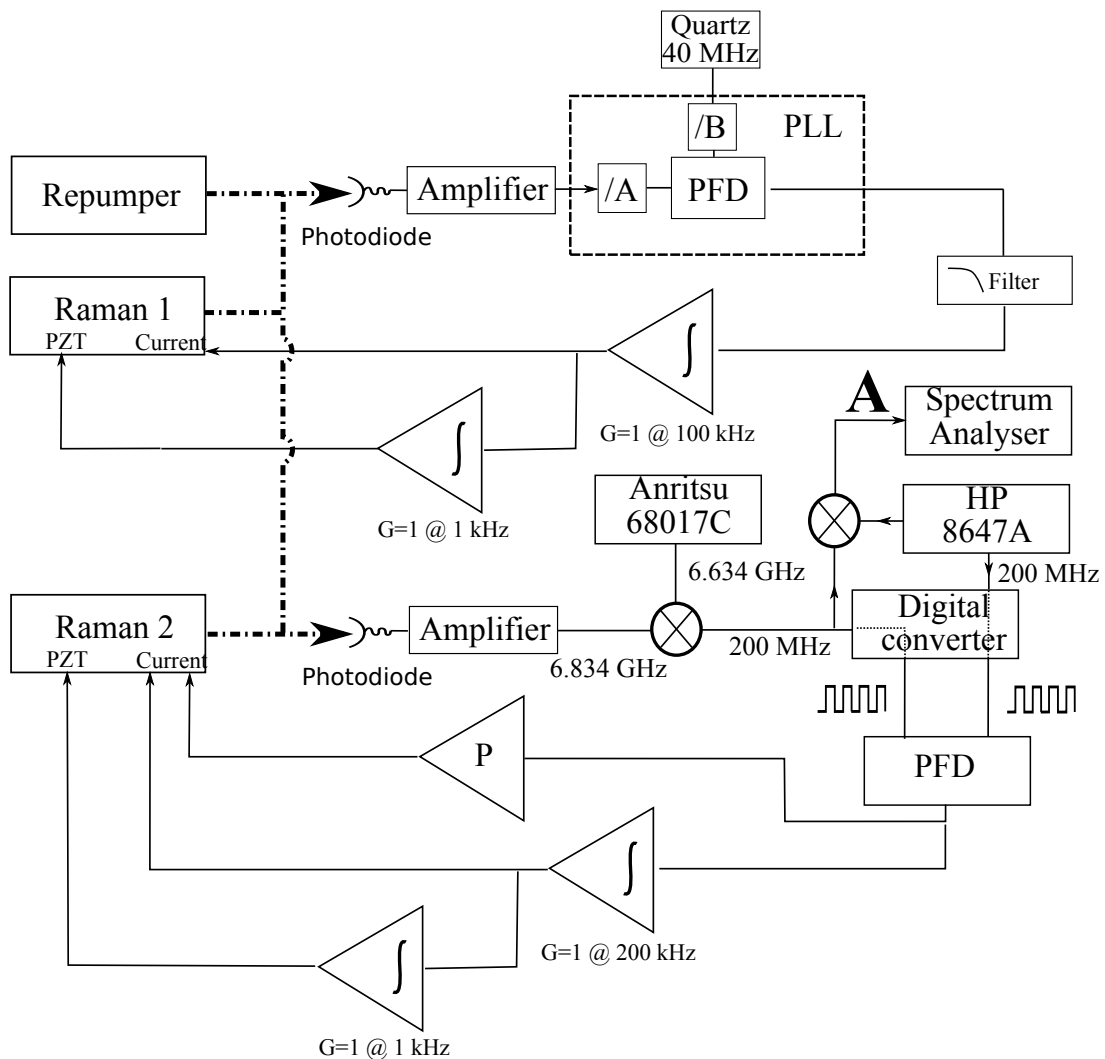 Quartz
40 MHz
/B
PLL
Repumper
Amplifier
/A
PFD
Photodiode
Filter
Raman 1
PZT
Current
∫
G=1 @ 100 kHz
∫
G=1 @ 1 kHz
A
Spectrum
Analyser
Anritsu
68017C
HP
8647A
6.634 GHz
200 MHz
Raman 2
PZT
Current
Amplifier
6.834 GHz
200 MHz
Digital
converter
Photodiode
P
PFD
∫
G=1 @ 200 kHz
∫
G=1 @ 1 kHz